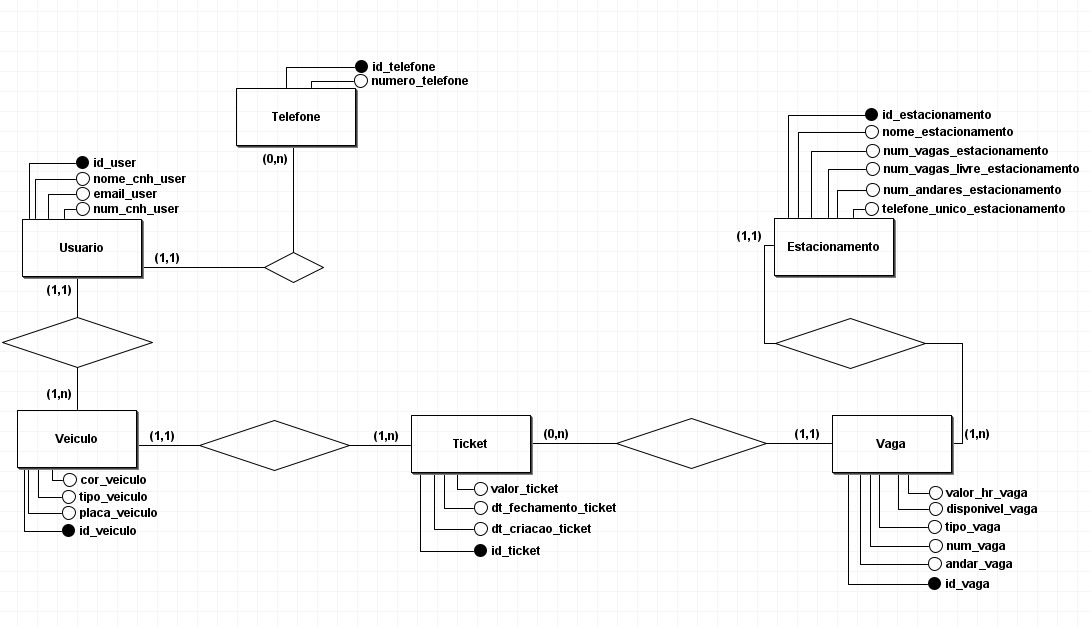 id_telefone
numero_telefone
Telefone
(0,n)
id_user
nome_cnh_user
email_user
num_cnh_user
Usuario
(1,1)
(1,1)
(1,n)
Veiculo
(1,1)
cor_veiculo
tipo_veiculo
placa_veiculo
id_veiculo
(1,n)
Ticket
(0,n)
valor_ticket
dt_fechamento_ticket
dt_criacao_ticket
id_ticket
id_estacionamento
nome_estacionamento
num_vagas_estacionamento
num_vagas_livre_estacionamento
num_andares_estacionamento
telefone_unico_estacionamento
(1,1)
Estacionamento
(1,1)
Vaga
(1,n)
valor_hr_vaga
disponivel_vaga
tipo_vaga
num_vaga
andar_vaga
id_vaga